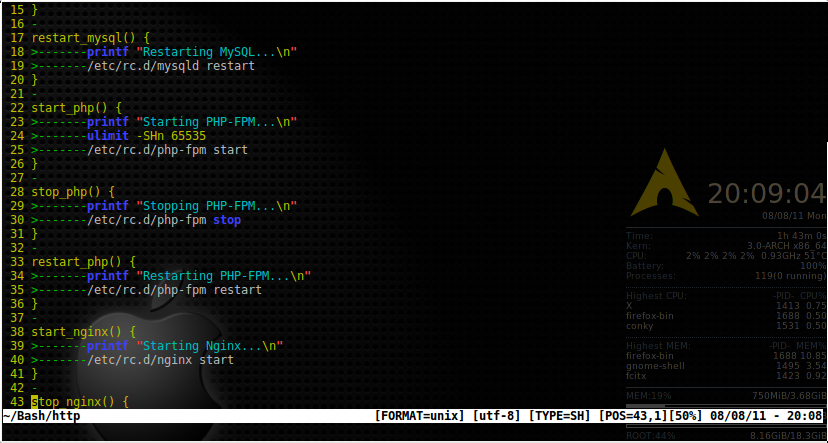 15 }
16 -
17 restart_mysql() {
18 >-------printf "Restarting MySQL...\n"
19 >-------/etc/rc.d/mysqld restart
20 }
21 -
22 start_php() {
23 >-------printf "Starting PHP-FPM...\n"
24 >-------ulimit -SHn 65535
25 >-------/etc/rc.d/php-fpm start
26 }
27 -
28 stop_php() {
29 >-------printf "Stopping PHP-FPM...\n"
30 >-------/etc/rc.d/php-fpm stop
31 }
32 -
33 restart_php() {
34 >-------printf "Restarting PHP-FPM...\n"
35 >-------/etc/rc.d/php-fpm restart
36 }
37 -
38 start_nginx() {
39 >-------printf "Starting Nginx...\n"
40 >-------/etc/rc.d/nginx start
41 }
42 -
43 stop_nginx() {
~/Bash/http [FORMAT=unix] [utf-8] [TYPE=SH] [POS=43,1][50%] 08/08/11 - 20:08
20:09:04
08/08/11 Mon
Time: 1h 43m 0s
Kern: 3.0-ARCH x86_64
CPU: 2% 2% 2% 2% 0.93GHz 51°C
Battery: 100%
Processes: 119(0 running)
Highest CPU: -PID- CPU%
X 1413 0.75
firefox-bin 1688 0.50
conky 1531 0.50
Highest MEM: -PID- MEM%
firefox-bin 1688 10.85
gnome-shell 1495 3.54
fcitx 1423 0.92
MEM:19% 750MiB/3.68GiB
ROOT:44% 8.16GiB/18.3GiB